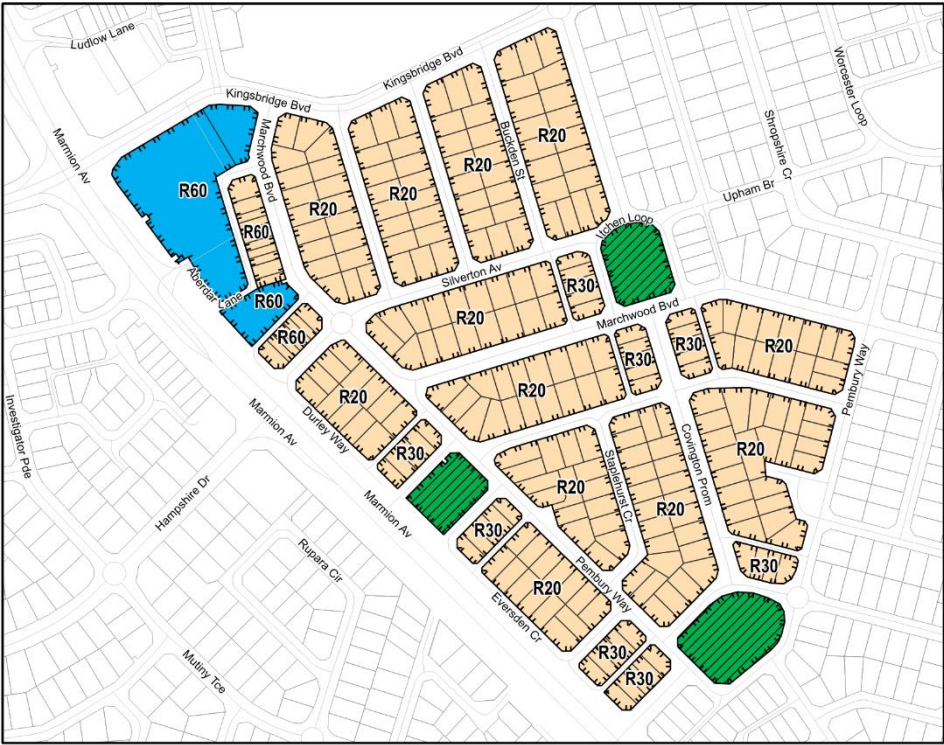 Ludlow Lane
Kingsbridge Bvd
Worcester Loop
Kingsbridge Bvd
Marmion Av
Marchwood Bvd
Buckden St
Shropshire Cr
R20
R20
R20
R60
R20
Upham Br
R60
Itchen Loop
Silverton Av
Aberdar Lane
R60
R30
Marchwood Bvd
R20
R60
R30
R30
R20
Pembury Way
R20
R20
Marmion Av
Durley Way
Investigator Pde
Covington Prom
R30
R20
Staplehurst Cr
R20
Hampshire Dr
Marmion Av
R20
R30
Rupara Cir
R30
Pembury Way
R20
Eversden Cr
R30
Mutiny Tce
R30